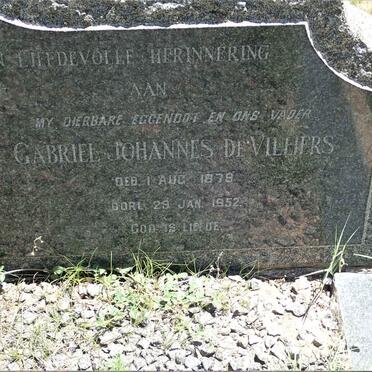 LIEFDEVOLLE HERINNERING
AAN
MY DIERBARE EGGENOOT EN ONS VADER
GABRIEL JOHANNES DE VILLIERS
GEB. 1 AUG. 1879
OORL. 29 JAN. 1952.
GOD IS LIEFDE.